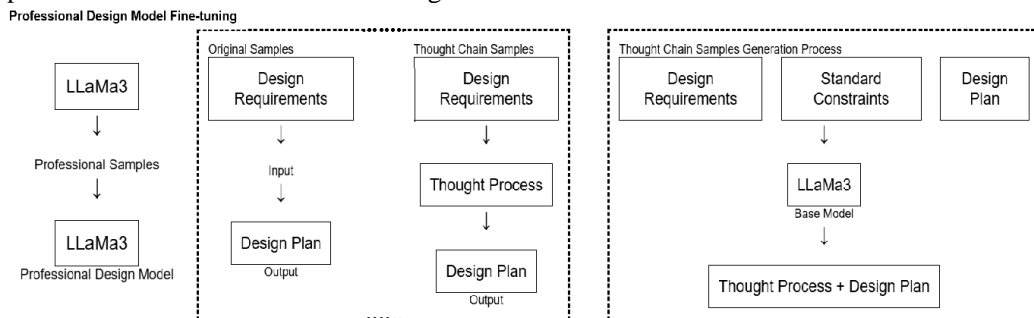 Professional Design Model Fine-tuning
LLaMa3
↓
Professional Samples
↓
LLaMa3
Professional Design Model
Original Samples
Design
Requirements
↓
Input
↓
Design Plan
Output
Thought Chain Samples
Design
Requirements
↓
Thought Process
↓
Design Plan
Output
Thought Chain Samples Generation Process
Design
Requirements
Standard
Constraints
Design
Plan
↓
LLaMa3
Base Model
↓
Thought Process + Design Plan